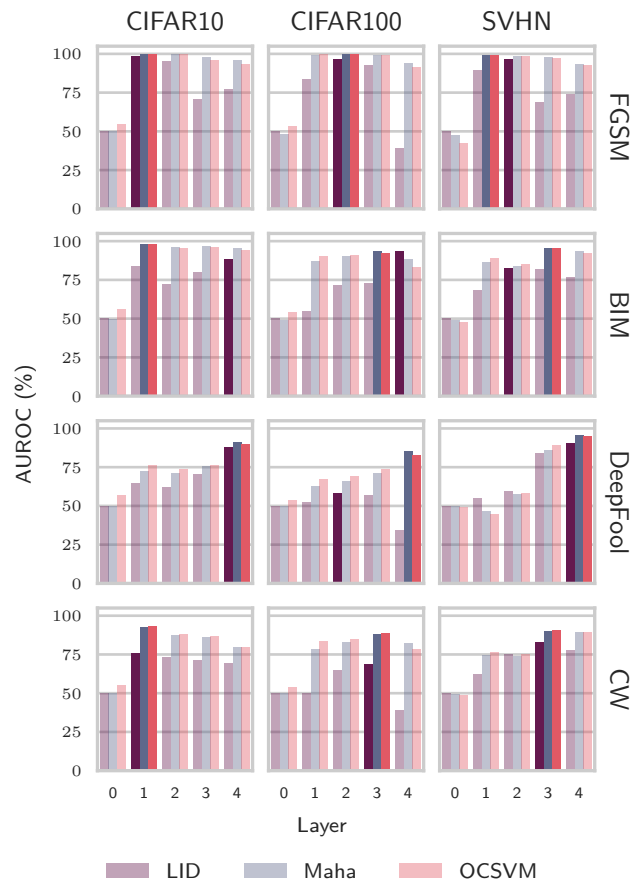 CIFAR10 CIFAR100 SVHN
100
75
50
25
0
FGSM
100
75
50
25
0
BIM
AUROC (%)
100
75
50
25
0
DeepFool
100
75
50
25
0
CW
0 1 2 3 4 0 1 2 3 4 0 1 2 3 4
Layer
LID Maha OCSVM